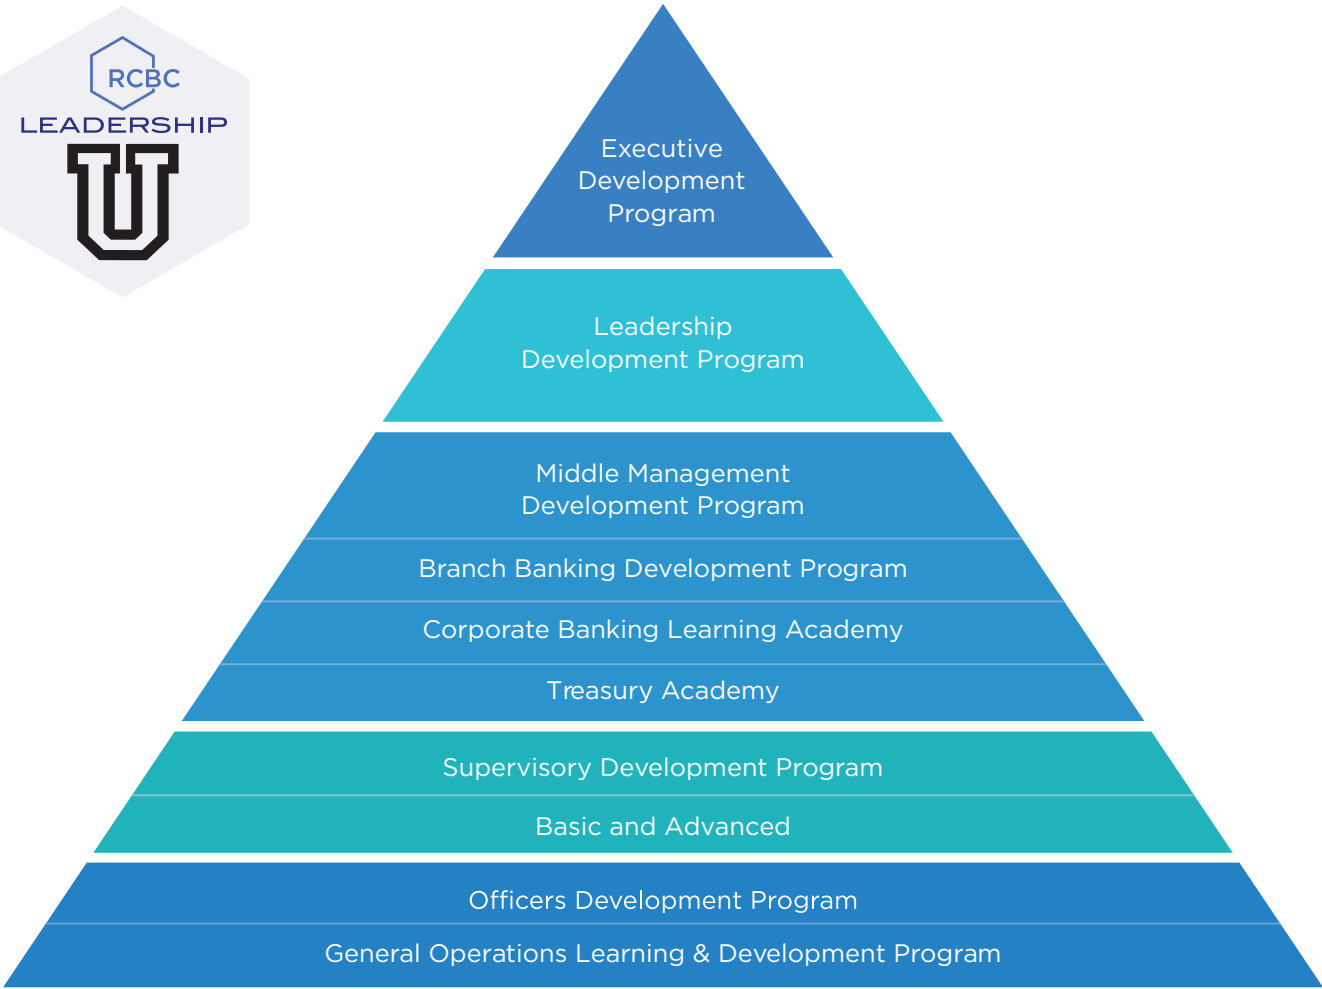 RCBC
LEADERSHIP
U
Executive
Development
Program
Leadership
Development Program
Middle Management
Development Program
Branch Banking Development Program
Corporate Banking Learning Academy
Treasury Academy
Supervisory Development Program
Basic and Advanced
Officers Development Program
General Operations Learning & Development Program